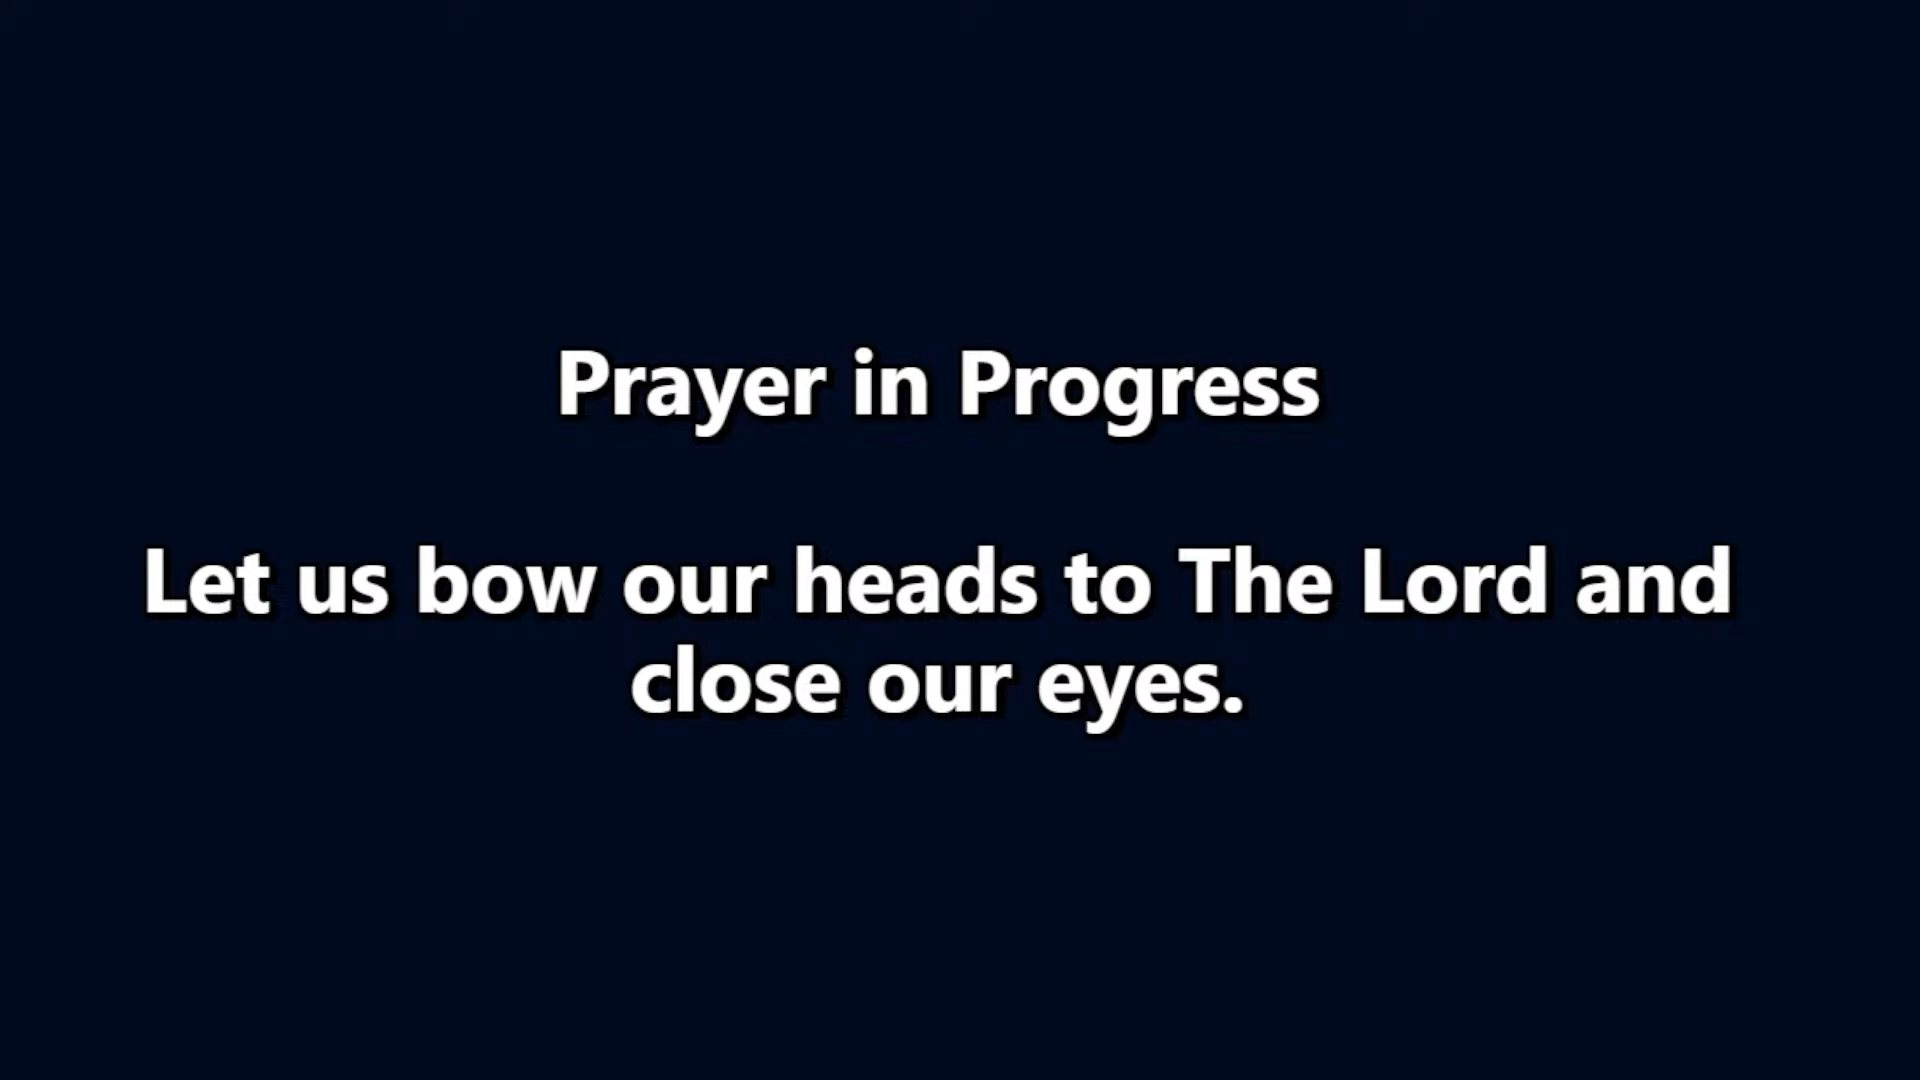 Prayer in Progress
Let us bow our heads to The Lord and
close our eyes.